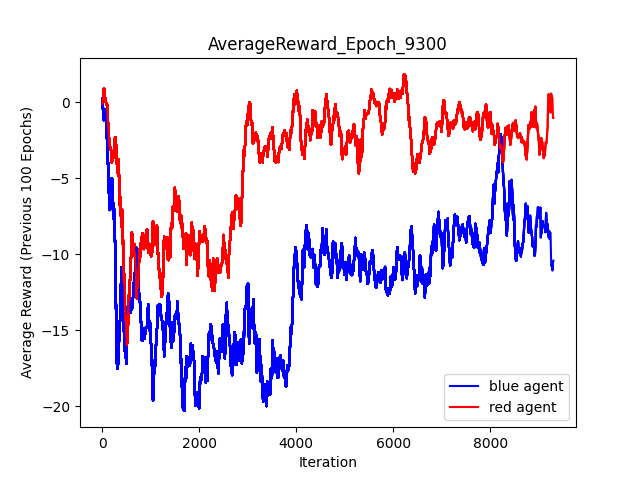 AverageReward_Epoch_9300
Average Reward (Previous 100 Epochs)
0
−5
−10
−15
−20
0 2000 4000 6000 8000
Iteration
blue agent
red agent